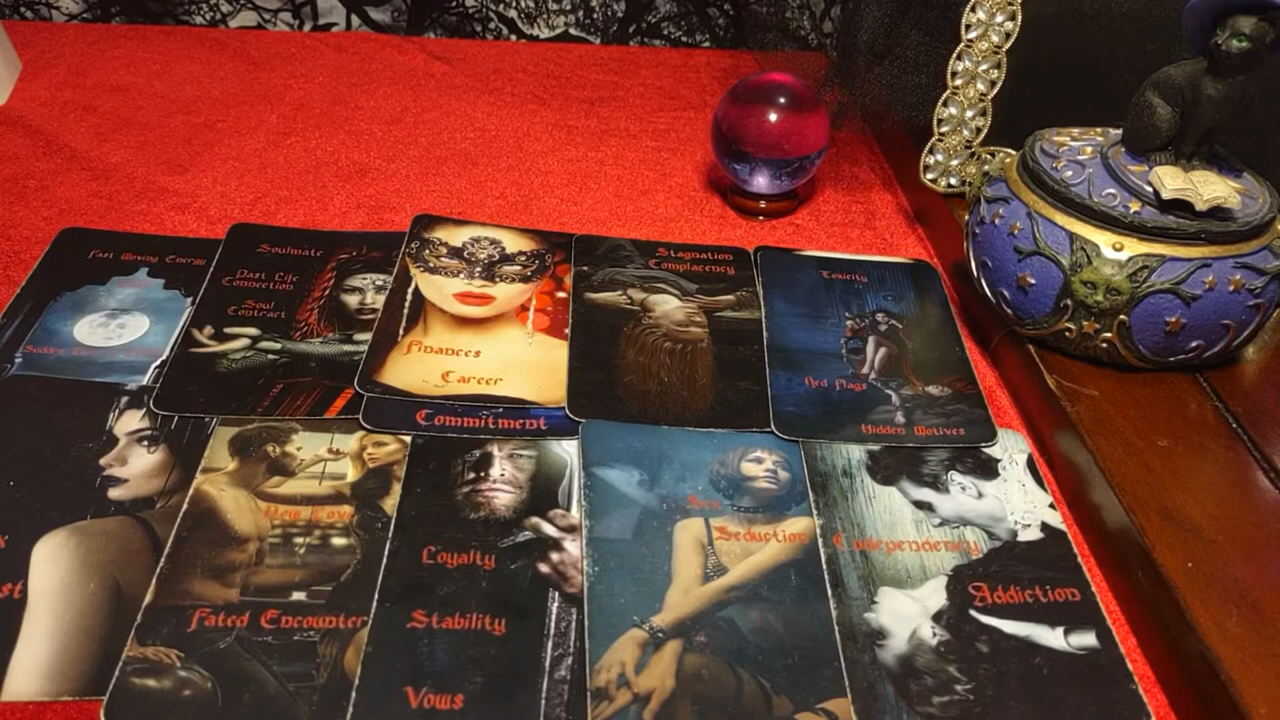 Fast Moving Energy
Soulmate
Past Life
Connection
Soul
Contract
Finances
Career
Stagnation
Complacency
Toxicity
Red Flags
Hidden Motives
Commitment
New Love
Fated Encounter
Loyalty
Stability
Vows
Sex
Seduction
Codependency
Addiction